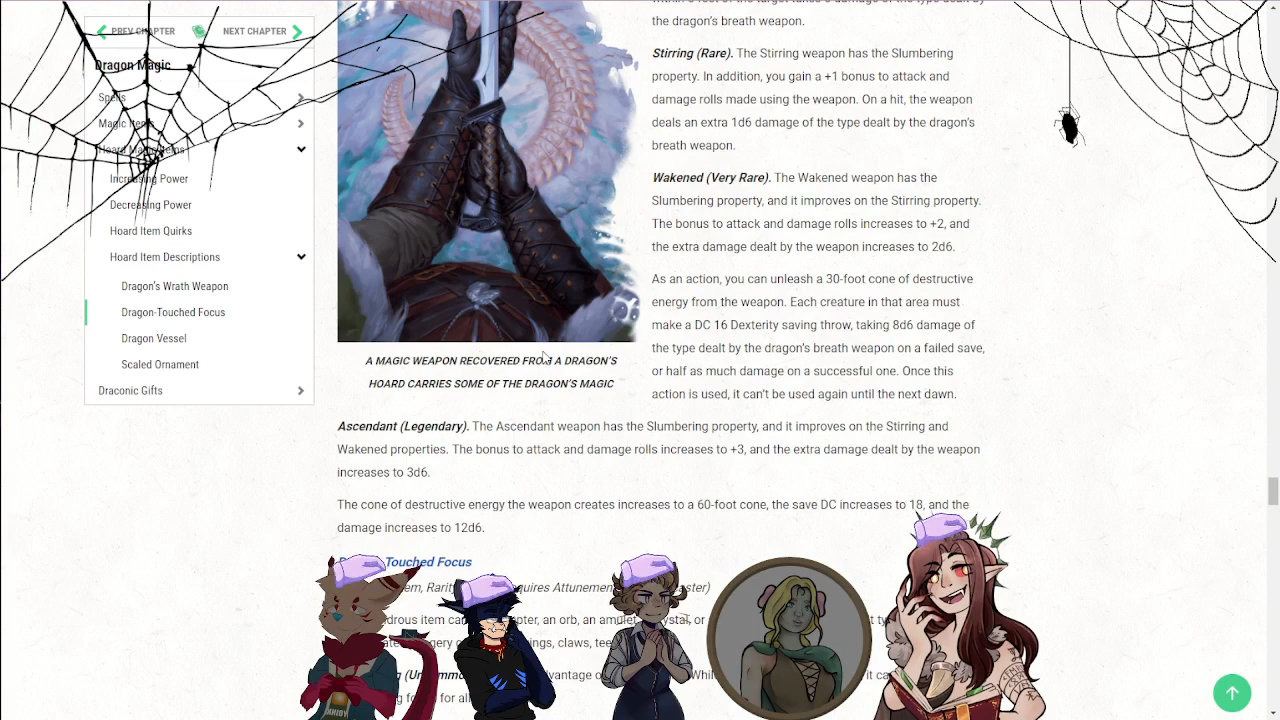 PREV CHAPTER
NEXT CHAPTER
Dragon Magic
Spells
Magic Items
Hoard Magic Items
Increasing Power
Decreasing Power
Hoard Item Quirks
Hoard Item Descriptions
Dragon's Wrath Weapon
Dragon-Touched Focus
Dragon Vessel
Scaled Ornament
Draconic Gifts
A MAGIC WEAPON RECOVERED FROM A DRAGON'S
HOARD CARRIES SOME OF THE DRAGON'S MAGIC
the dragon's breath weapon.
Stirring (Rare). The Stirring weapon has the Slumbering
property. In addition, you gain a +1 bonus to attack and
damage rolls made using the weapon. On a hit, the weapon
deals an extra 1d6 damage of the type dealt by the dragon's
breath weapon.
Wakened (Very Rare). The Wakened weapon has the
Slumbering property, and it improves on the Stirring property.
The bonus to attack and damage rolls increases to +2, and
the extra damage dealt by the weapon increases to 2d6.
As an action, you can unleash a 30-foot cone of destructive
energy from the weapon. Each creature in that area must
make a DC 16 Dexterity saving throw, taking 8d6 damage of
the type dealt by the dragon's breath weapon on a failed save,
or half as much damage on a successful one. Once this
action is used, it can't be used again until the next dawn.
Ascendant (Legendary). The Ascendant weapon has the Slumbering property, and it improves on the Stirring and
Wakened properties. The bonus to attack and damage rolls increases to +3, and the extra damage dealt by the weapon
increases to 3d6.
The cone of destructive energy the weapon creates increases to a 60-foot cone, the save DC increases to 18, and the
damage increases to 12d6.
Touched Focus